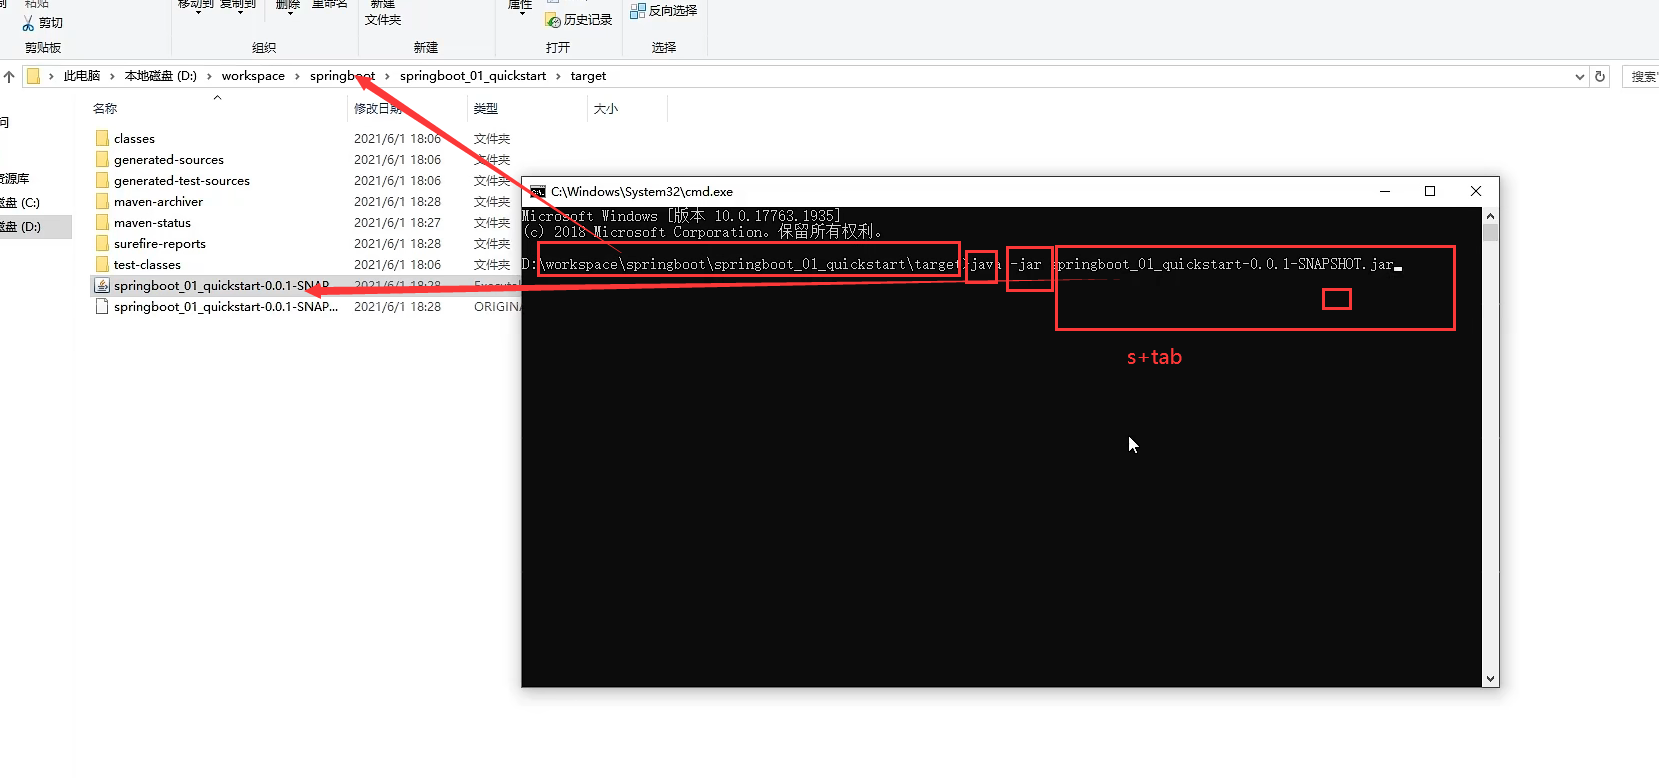 粘贴
移动到 复制到 删除 重命名 新建 属性
剪切
文件夹
历史记录
反向选择
剪贴板 组织 新建 打开 选择
此电脑 › 本地磁盘 (D:) › workspace › springboot › springboot_01_quickstart › target
搜索"
名称 修改日期 类型 大小
问
classes 2021/6/1 18:06 文件夹
generated-sources 2021/6/1 18:06 文件夹
资源库
generated-test-sources 2021/6/1 18:06 文件夹
磁盘 (C:)
maven-archiver 2021/6/1 18:28 文件夹
磁盘 (D:)
maven-status 2021/6/1 18:27 文件夹
surefire-reports 2021/6/1 18:28 文件夹
test-classes 2021/6/1 18:06 文件夹
springboot_01_quickstart-0.0.1-SNAP... 2021/6/1 18:28
springboot_01_quickstart-0.0.1-SNAP... 2021/6/1 18:28 ORIGINA
C:\Windows\System32\cmd.exe
Microsoft Windows [版本 10.0.17763.1935]
(c) 2018 Microsoft Corporation。保留所有权利。
D:\workspace\springboot\springboot_01_quickstart\target>java -jar springboot_01_quickstart-0.0.1-SNAPSHOT.jar
s+tab